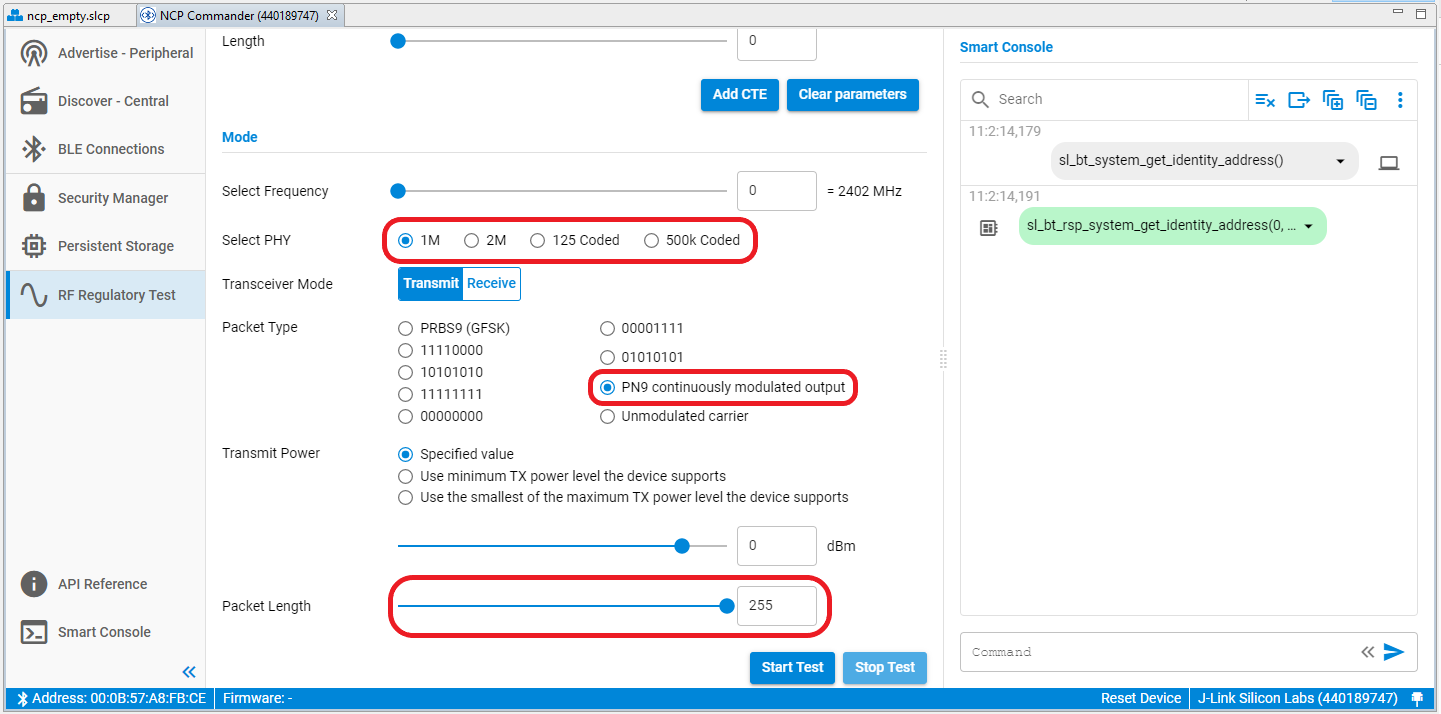 ncp_empty.slcp
NCP Commander (440189747)
Advertise - Peripheral
Discover - Central
BLE Connections
Security Manager
Persistent Storage
RF Regulatory Test
API Reference
Smart Console
Length 0
Add CTE Clear parameters
Mode
Select Frequency 0 = 2402 MHz
Select PHY 1M 2M 125 Coded 500k Coded
Transceiver Mode Transmit Receive
Packet Type PRBS9 (GFSK) 00001111
11110000
01010101
10101010
PN9 continuously modulated output
11111111
00000000 Unmodulated carrier
Transmit Power Specified value
Use minimum TX power level the device supports
Use the smallest of the maximum TX power level the device supports
0 dBm
Packet Length 255
Start Test Stop Test
Smart Console
Search
11:2:14,179
sl_bt_system_get_identity_address()
11:2:14,191
sl_bt_rsp_system_get_identity_address(0, ...
Command
Address: 00:0B:57:A8:FB:CE Firmware: - Reset Device J-Link Silicon Labs (440189747)